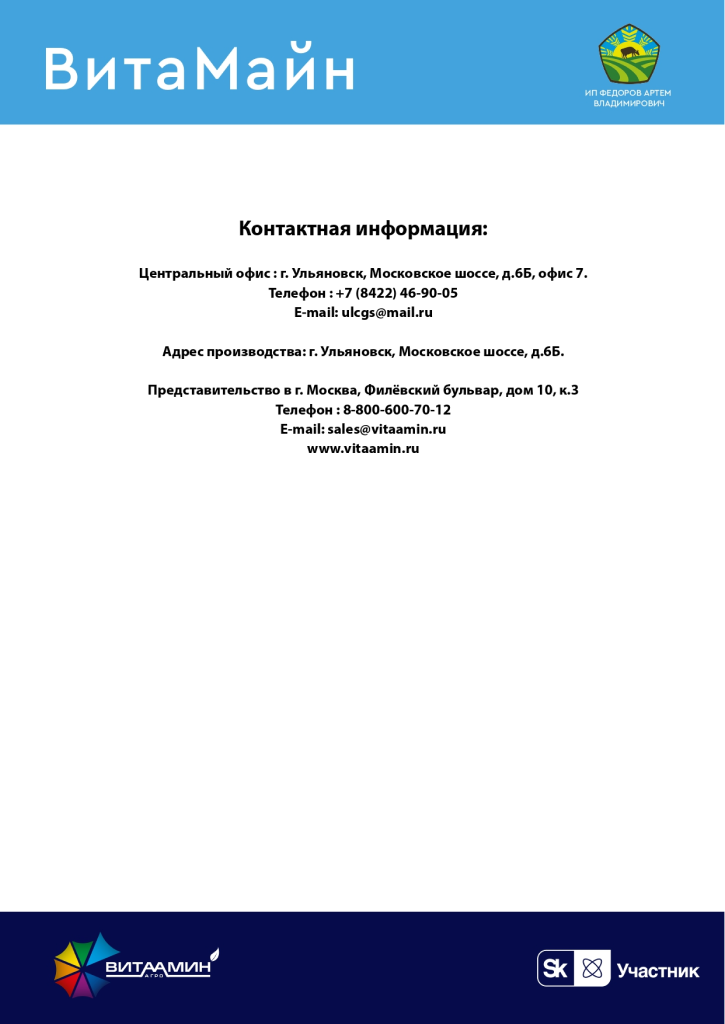 ВитаМайн
ИП ФЕДОРОВ АРТЕМ
ВЛАДИМИРОВИЧ
Контактная информация:
Центральный офис : г. Ульяновск, Московское шоссе, д.6Б, офис 7.
Телефон : +7 (8422) 46-90-05
E-mail: ulcgs@mail.ru
Адрес производства: г. Ульяновск, Московское шоссе, д.6Б.
Представительство в г. Москва, Филёвский бульвар, дом 10, к.3
Телефон : 8-800-600-70-12
E-mail: sales@vitaamin.ru
www.vitaamin.ru
ВИТААМИН
АГРО
Sk Участник